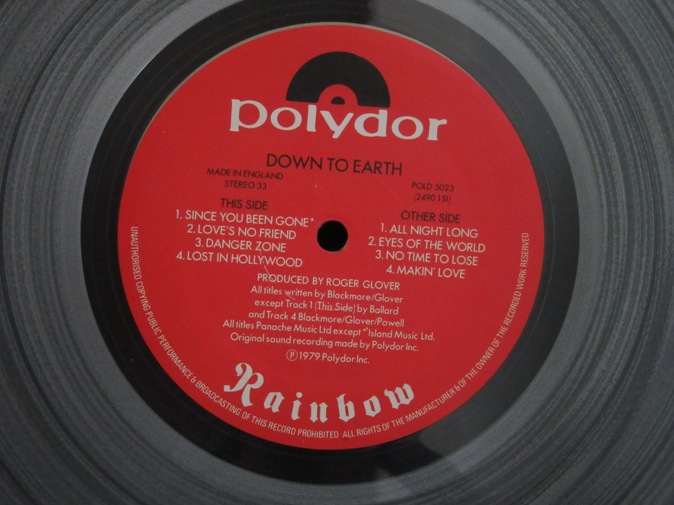 polydor
DOWN TO EARTH
MADE IN ENGLAND
STEREO 33
POLD 5023
(2490 151)
THIS SIDE
1. SINCE YOU BEEN GONE*
2. LOVE'S NO FRIEND
3. DANGER ZONE
4. LOST IN HOLLYWOOD
OTHER SIDE
1. ALL NIGHT LONG
2. EYES OF THE WORLD
3. NO TIME TO LOSE
4. MAKIN' LOVE
PRODUCED BY ROGER GLOVER
All titles written by Blackmore/Glover
except Track 1 (This Side) by Ballard
and Track 4 Blackmore/Glover/Powell
All titles Panache Music Ltd except *Island Music Ltd.
Original sound recording made by Polydor Inc.
Ⓟ 1979 Polydor Inc.
Rainbow
UNAUTHORISED COPYING PUBLIC PERFORMANCE & BROADCASTING OF THIS RECORD PROHIBITED ALL RIGHTS OF THE MANUFACTURER & OF THE OWNER OF THE RECORDED WORK RESERVED